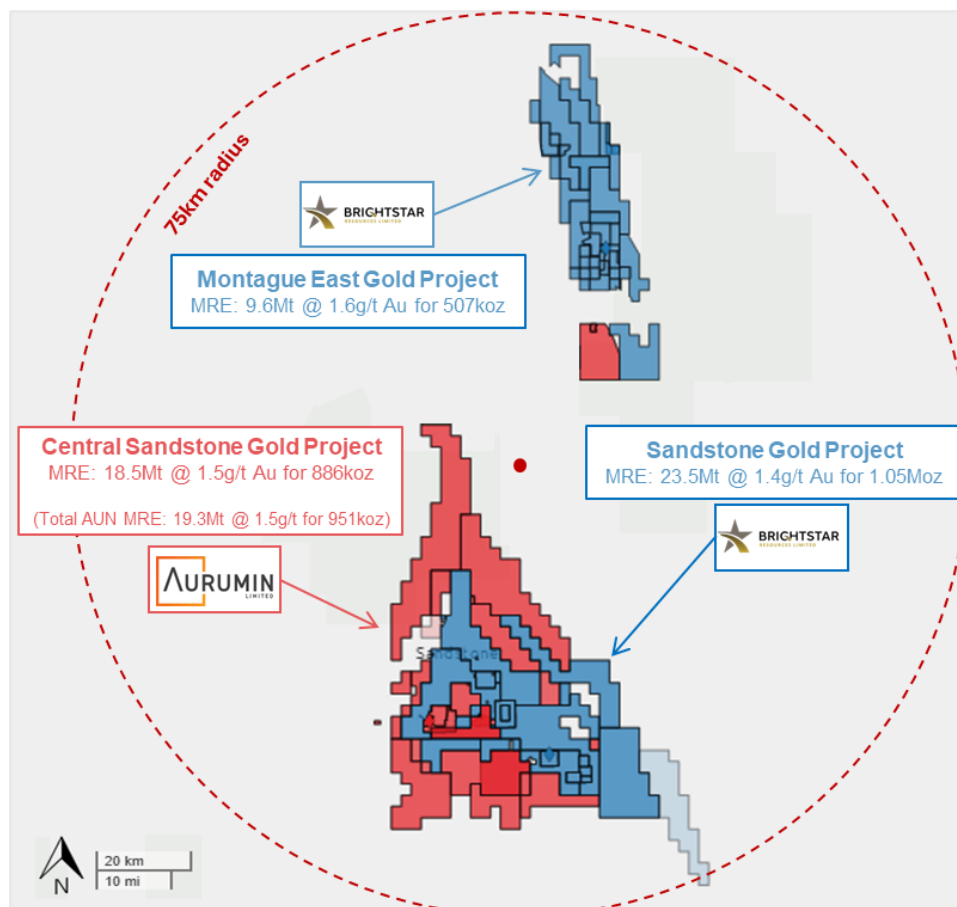 75km radius
BRIGHTSTAR
RESOURCES LIMITED
Montague East Gold Project
MRE: 9.6Mt @ 1.6g/t Au for 507koz
Central Sandstone Gold Project
MRE: 18.5Mt @ 1.5g/t Au for 886koz
(Total AUN MRE: 19.3Mt @ 1.5g/t for 951koz)
Sandstone Gold Project
MRE: 23.5Mt @ 1.4g/t Au for 1.05Moz
BRIGHTSTAR
RESOURCES LIMITED
AURUMIN
LIMITED
Sandstone
20 km
10 mi
N